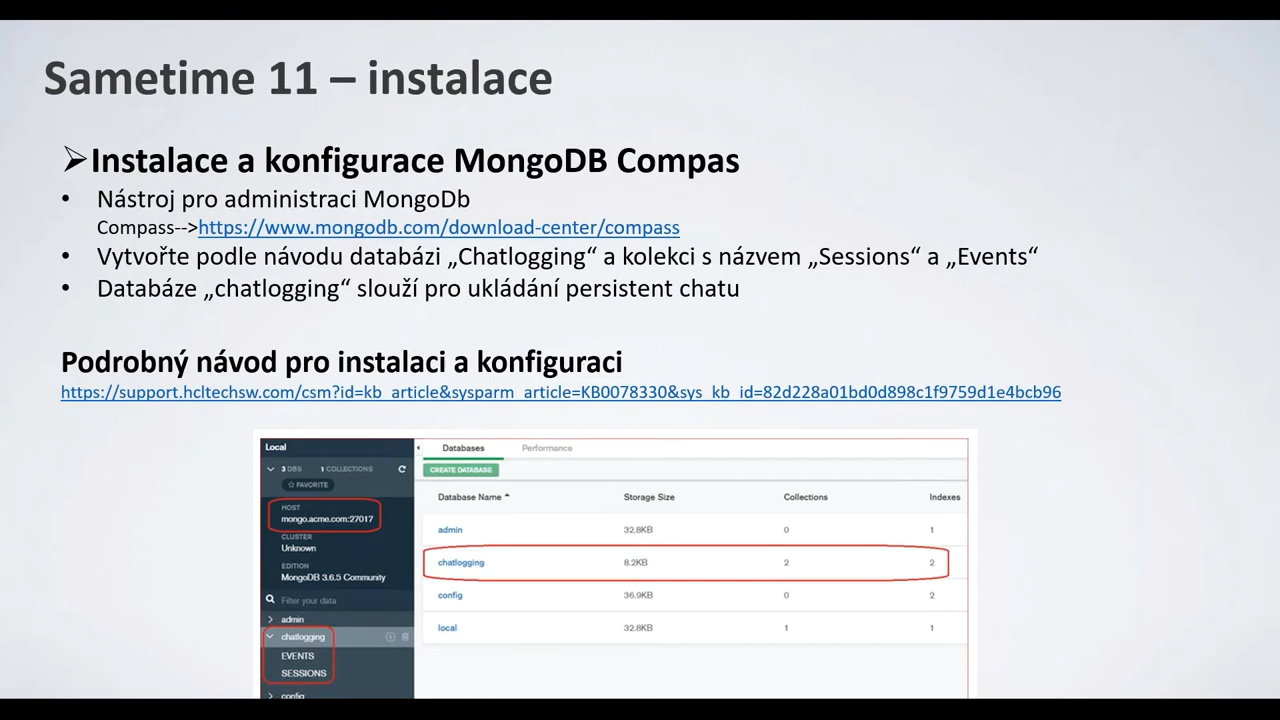 Sametime 11 – instalace
➢Instalace a konfigurace MongoDB Compas
• Nástroj pro administraci MongoDb
Compass-->https://www.mongodb.com/download-center/compass
• Vytvořte podle návodu databázi „Chatlogging“ a kolekci s názvem „Sessions“ a „Events“
• Databáze „chatlogging“ slouží pro ukládání persistent chatu
Podrobný návod pro instalaci a konfiguraci
https://support.hcltechsw.com/csm?id=kb_article&sysparm_article=KB0078330&sys_kb_id=82d228a01bd0d898c1f9759d1e4bcb96
Local
3 DBS 1 COLLECTIONS
FAVORITE
HOST
mongo.acme.com:27017
CLUSTER
Unknown
EDITION
MongoDB 3.6.5 Community
Filter your data
admin
chatlogging
EVENTS
SESSIONS
config
Databases Performance
CREATE DATABASE
Database Name Storage Size Collections Indexes
admin 32.8KB 0 1
chatlogging 8.2KB 2 2
config 36.9KB 0 2
local 32.8KB 1 1